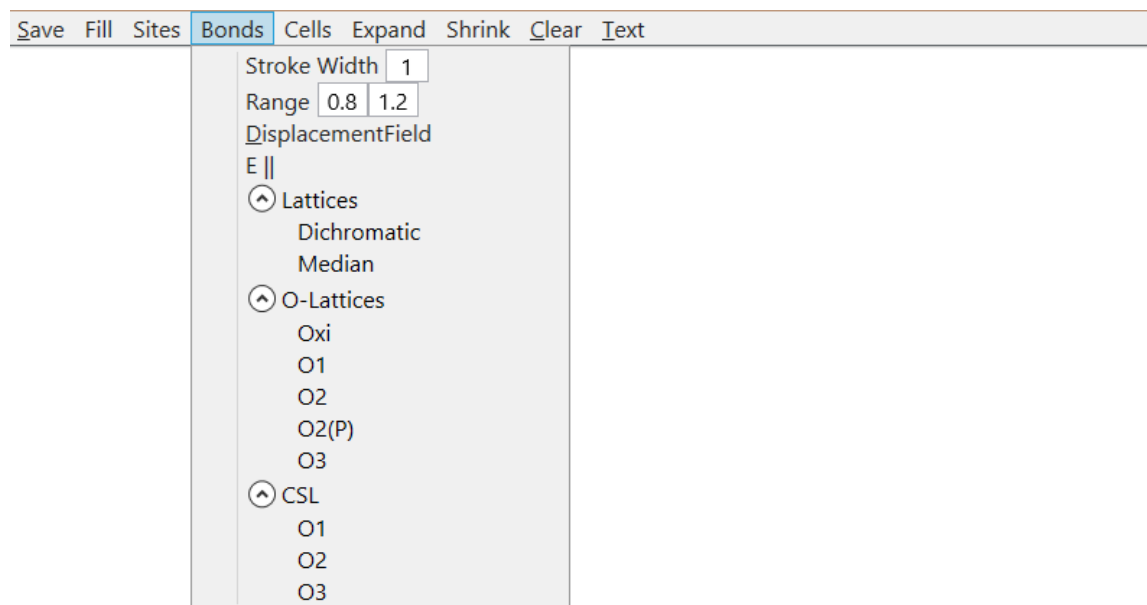 Save Fill Sites Bonds Cells Expand Shrink Clear Text
Stroke Width 1
Range 0.8 1.2
DisplacementField
E ||
Lattices
Dichromatic
Median
O-Lattices
Oxi
O1
O2
O2(P)
O3
CSL
O1
O2
O3